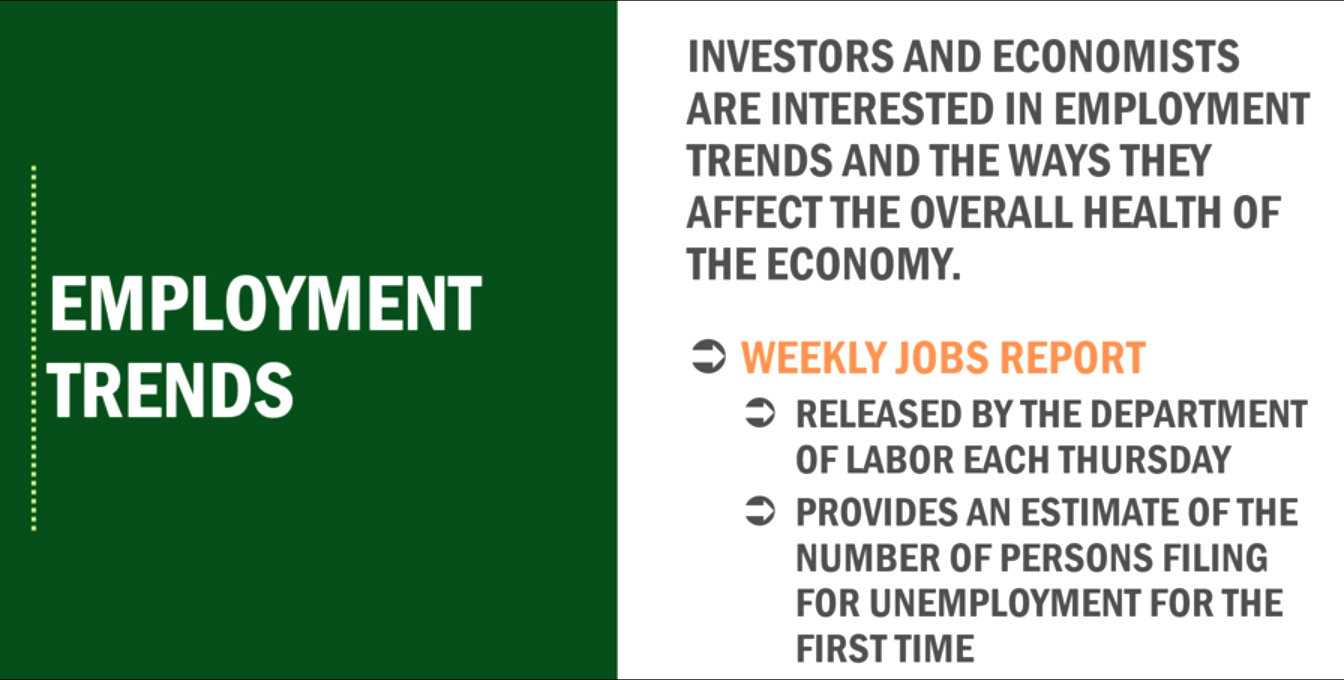 EMPLOYMENT
TRENDS
INVESTORS AND ECONOMISTS
ARE INTERESTED IN EMPLOYMENT
TRENDS AND THE WAYS THEY
AFFECT THE OVERALL HEALTH OF
THE ECONOMY.
WEEKLY JOBS REPORT
RELEASED BY THE DEPARTMENT
OF LABOR EACH THURSDAY
PROVIDES AN ESTIMATE OF THE
NUMBER OF PERSONS FILING
FOR UNEMPLOYMENT FOR THE
FIRST TIME